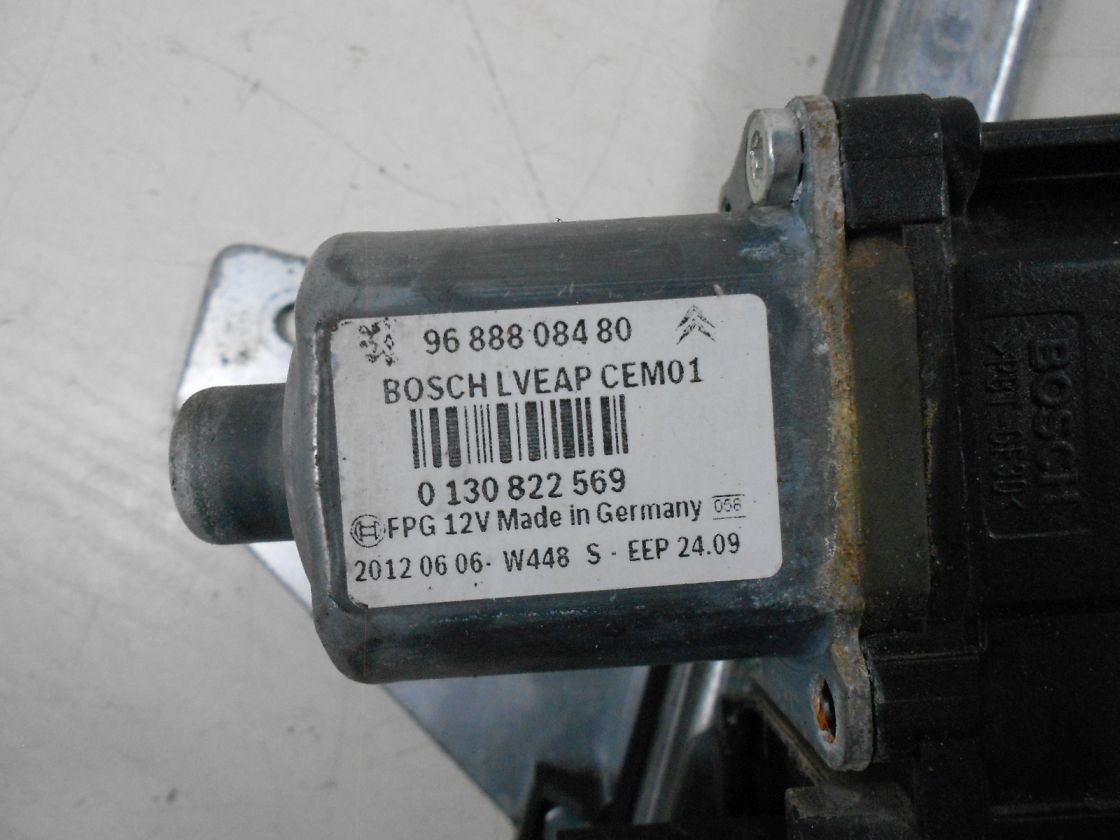 96 888 084 80
BOSCH LVEAP CEM01
0 130 822 569
FPG 12V Made in Germany 056
2012 06 06- W448 S - EEP 24.09
BOSCH